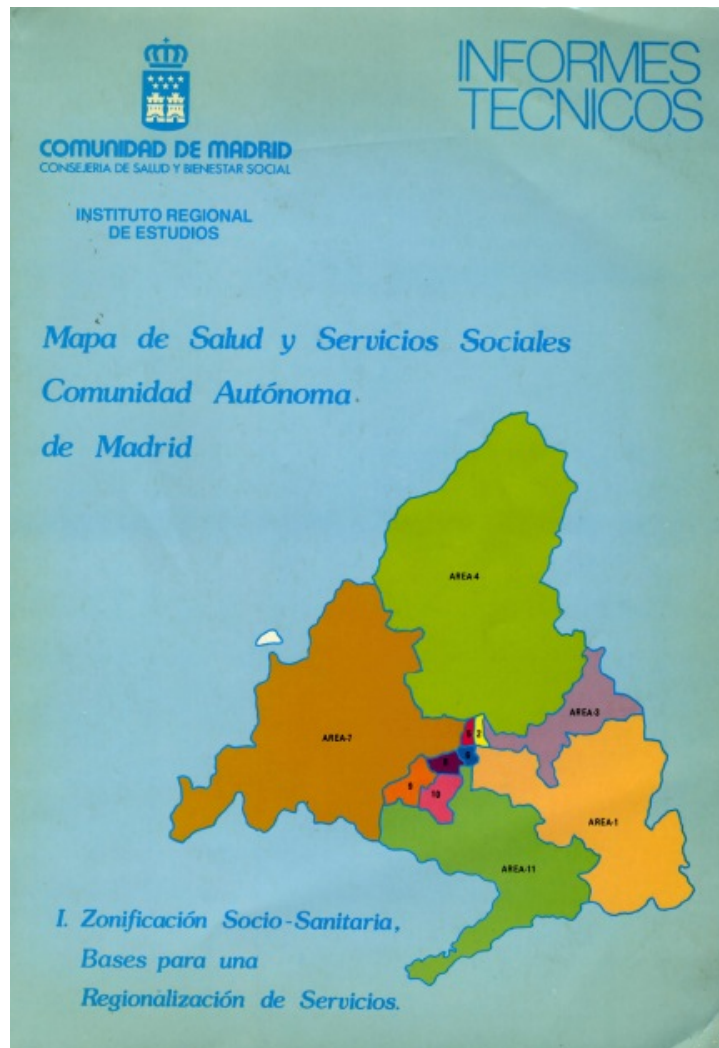 INFORMES
TECNICOS
COMUNIDAD DE MADRID
CONSEJERIA DE SALUD Y BIENESTAR SOCIAL
INSTITUTO REGIONAL
DE ESTUDIOS
Mapa de Salud y Servicios Sociales
Comunidad Autónoma
de Madrid
AREA-4
AREA-3
2
AREA-7
10
AREA-1
AREA-11
I. Zonificación Socio-Sanitaria,
Bases para una
Regionalización de Servicios.